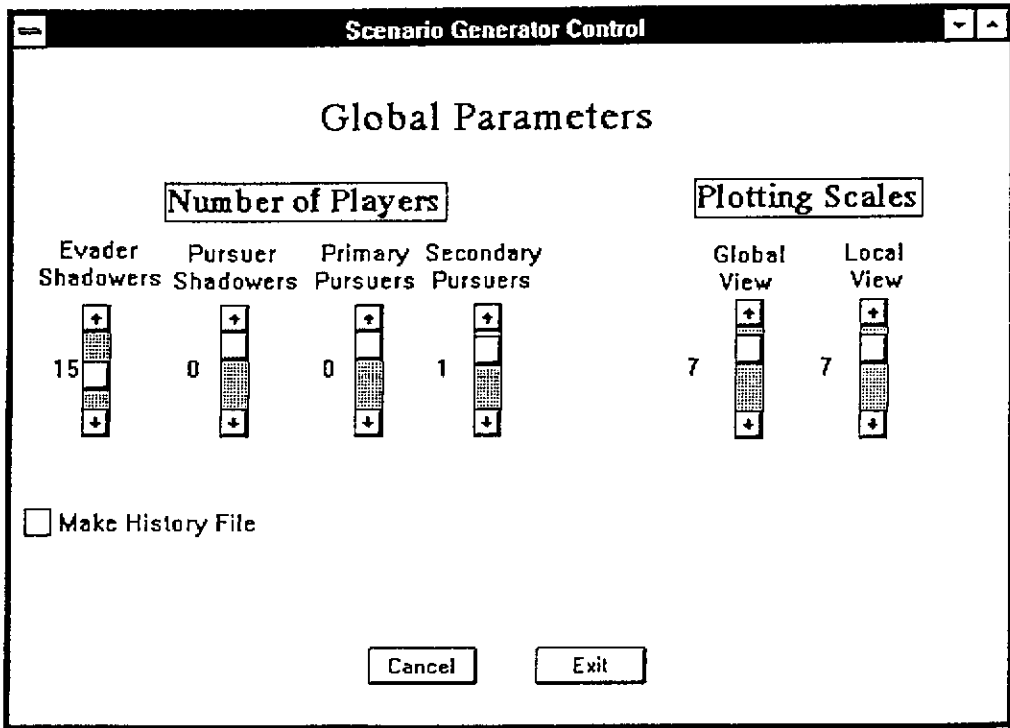 Scenario Generator Control
Global Parameters
Number of Players
Plotting Scales
Evader Shadowers
Pursuer Shadowers
Primary Pursuers
Secondary Pursuers
Global View
Local View
15
0
0
1
7
7
Make History File
Cancel
Exit